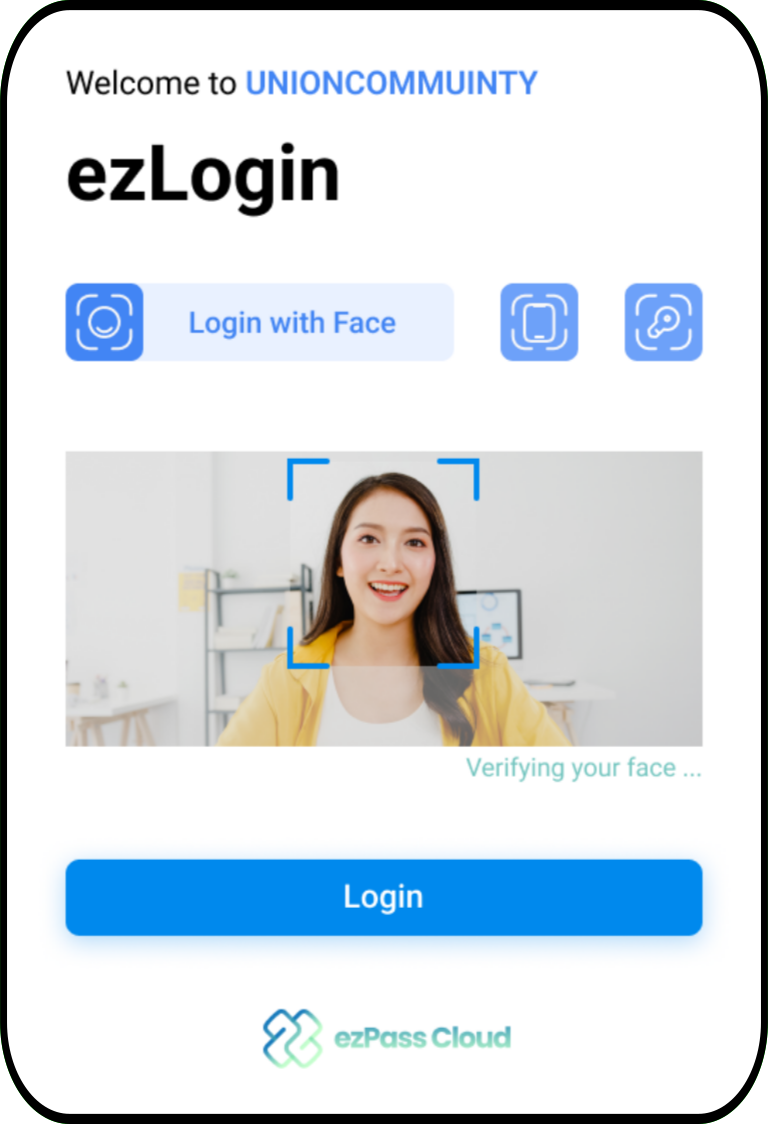 Welcome to UNIONCOMMUINTY
ezLogin
Login with Face
Verifying your face ...
Login
ezPass Cloud